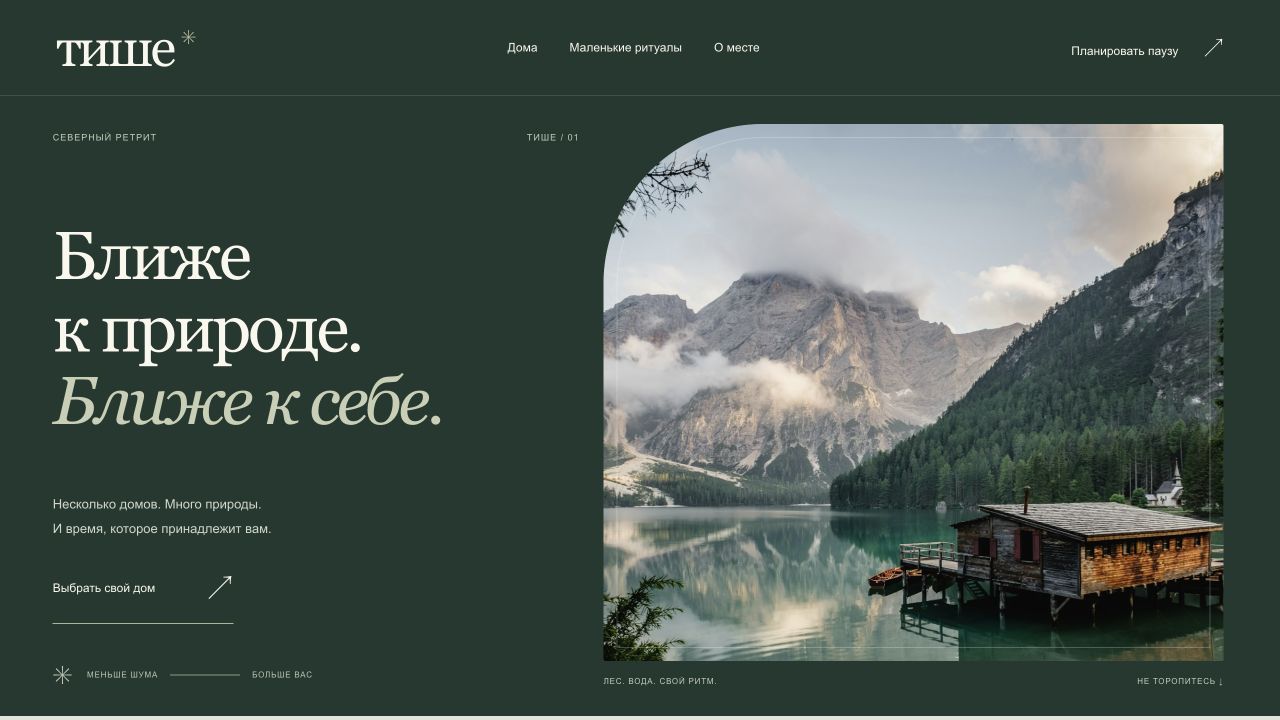 тише
Дома
Маленькие ритуалы
О месте
Планировать паузу
СЕВЕРНЫЙ РЕТРИТ
ТИШЕ / 01
Ближе
к природе.
Ближе к себе.
Несколько домов. Много природы.
И время, которое принадлежит вам.
Выбрать свой дом
МЕНЬШЕ ШУМА
БОЛЬШЕ ВАС
ЛЕС. ВОДА. СВОЙ РИТМ.
НЕ ТОРОПИТЕСЬ ↓